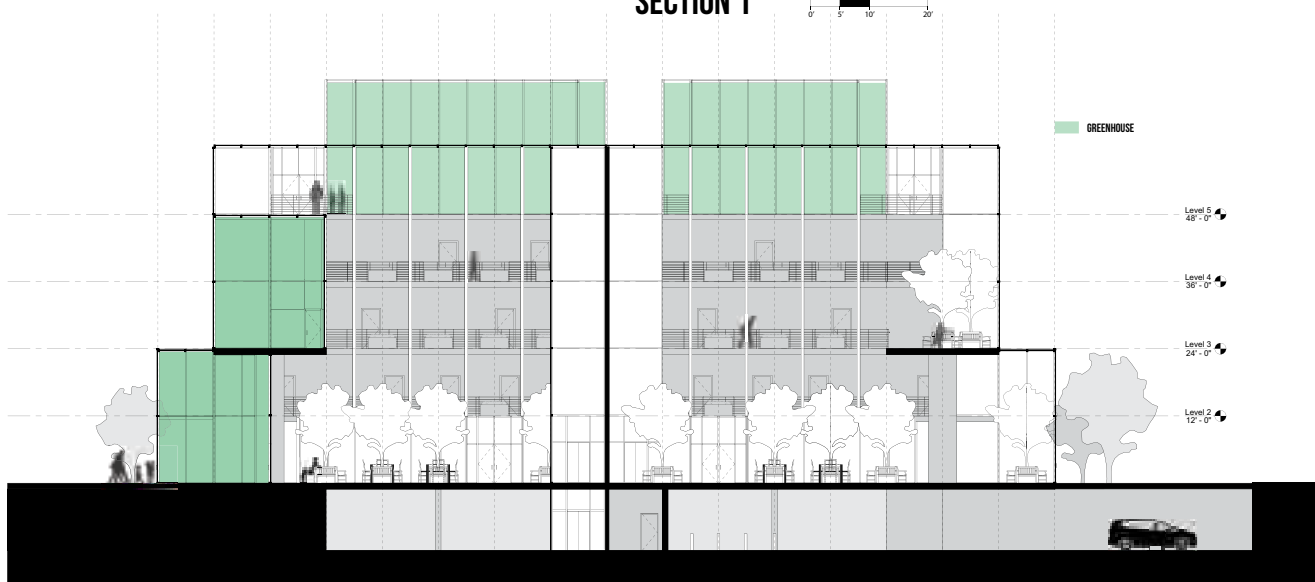 SECTION 1
0' 5' 10' 20'
GREENHOUSE
Level 5
48' - 0"
Level 4
36' - 0"
Level 3
24' - 0"
Level 2
12' - 0"